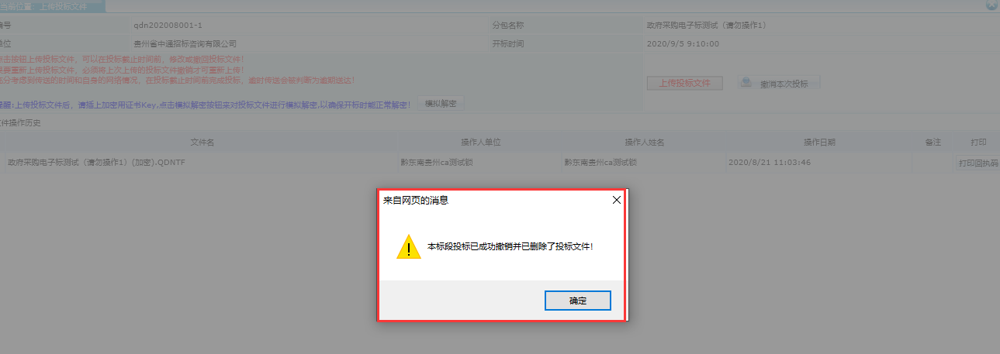 当前位置：上传投标文件
编号 qdn202008001-1 分包名称 政府采购电子标测试（请勿操作1）
单位 贵州省中通招标咨询有限公司 开标时间 2020/9/5 9:10:00
点击按钮上传投标文件，可以在投标截止时间前，修改或撤回投标文件！
要重新上传投标文件，必须将上次上传的投标文件撤销才可重新上传！
充分考虑到传送的时间和自身的网络情况，在投标截止时间前完成投标，逾时传送会被判断为逾期送达！
上传投标文件 撤消本次投标
提醒:上传投标文件后，请插上加密用证书Key,点击模拟解密按钮来对投标文件进行模拟解密,以确保开标时能正常解密！ 模拟解密
文件操作历史
文件名 操作人单位 操作人姓名 操作日期 备注 打印
政府采购电子标测试（请勿操作1）(加密).QDNTF 黔东南贵州ca测试锁 黔东南贵州ca测试锁 2020/8/21 11:03:46 打印回执码
来自网页的消息
本标段投标已成功撤销并已删除了投标文件！
确定